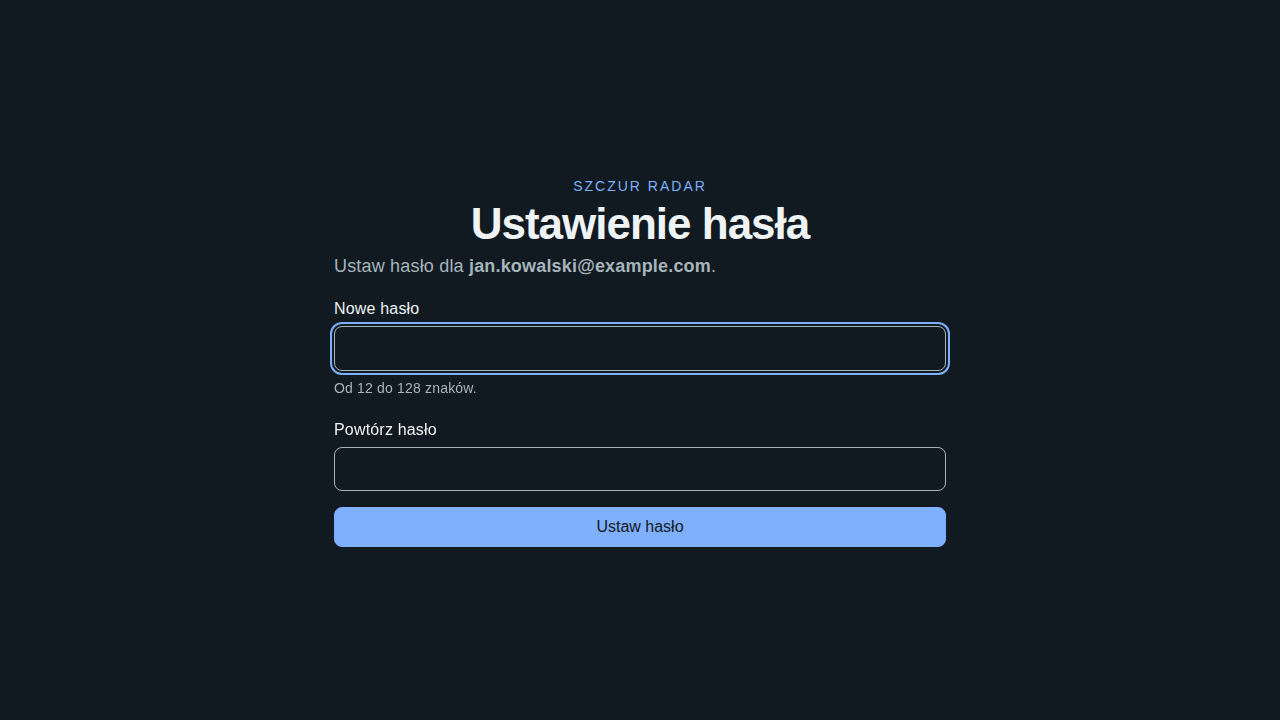 SZCZUR RADAR
Ustawienie hasła
Ustaw hasło dla jan.kowalski@example.com.
Nowe hasło
Od 12 do 128 znaków.
Powtórz hasło
Ustaw hasło